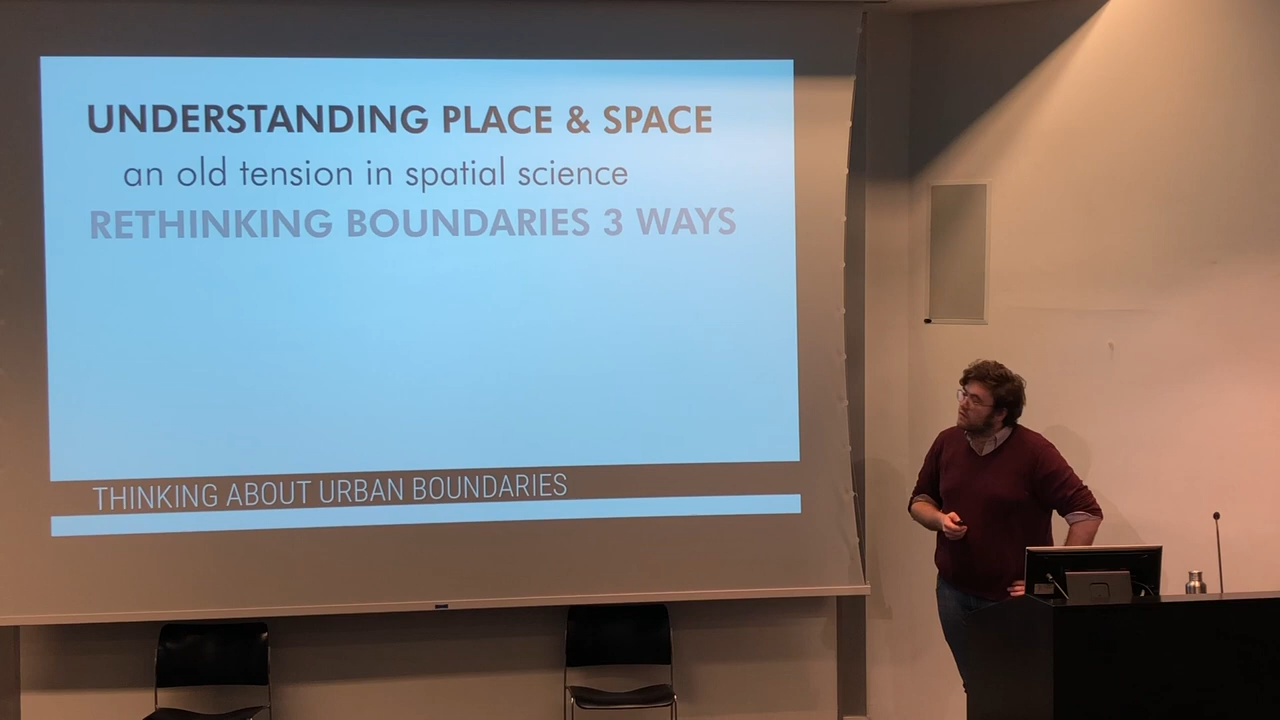 UNDERSTANDING PLACE & SPACE
an old tension in spatial science
RETHINKING BOUNDARIES 3 WAYS
THINKING ABOUT URBAN BOUNDARIES